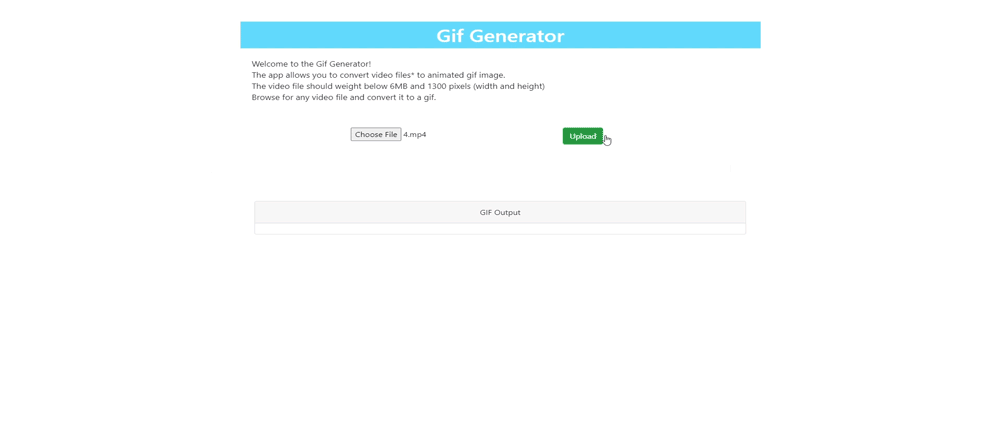 Gif Generator
Welcome to the Gif Generator!
The app allows you to convert video files* to animated gif image.
The video file should weight below 6MB and 1300 pixels (width and height)
Browse for any video file and convert it to a gif.
Choose File 4.mp4
Upload
GIF Output